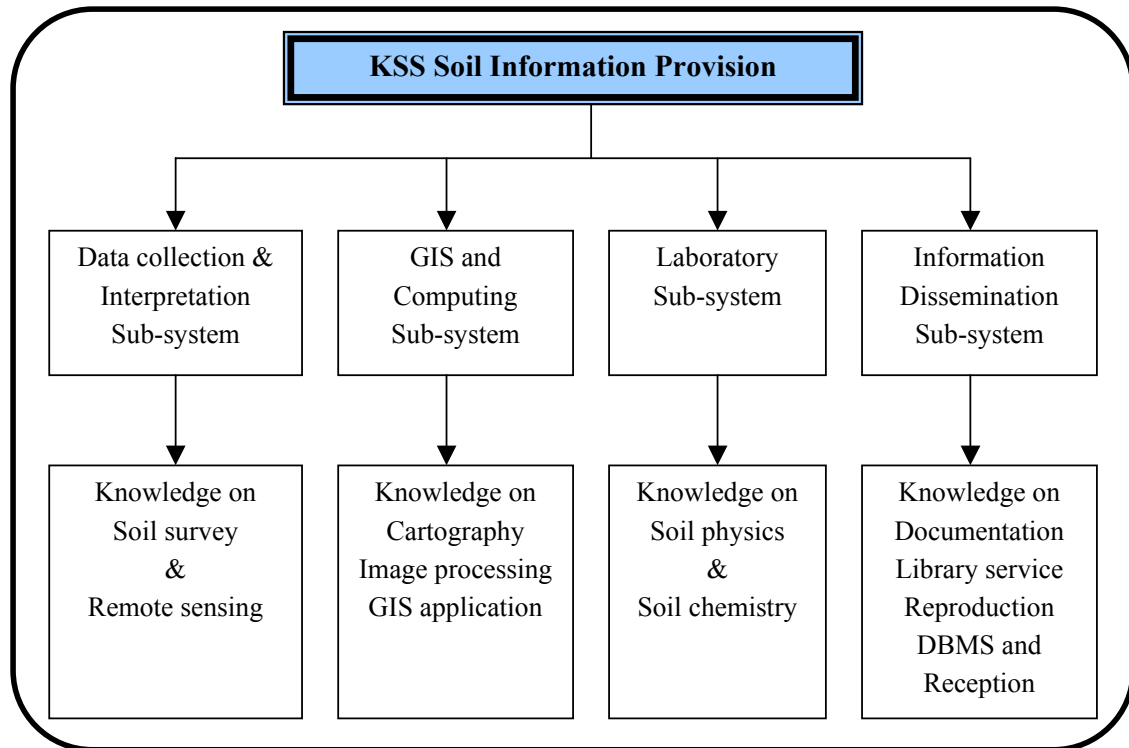 KSS Soil Information Provision
Data collection &
Interpretation
Sub-system
GIS and
Computing
Sub-system
Laboratory
Sub-system
Information
Dissemination
Sub-system
Knowledge on
Soil survey
&
Remote sensing
Knowledge on
Cartography
Image processing
GIS application
Knowledge on
Soil physics
&
Soil chemistry
Knowledge on
Documentation
Library service
Reproduction
DBMS and
Reception